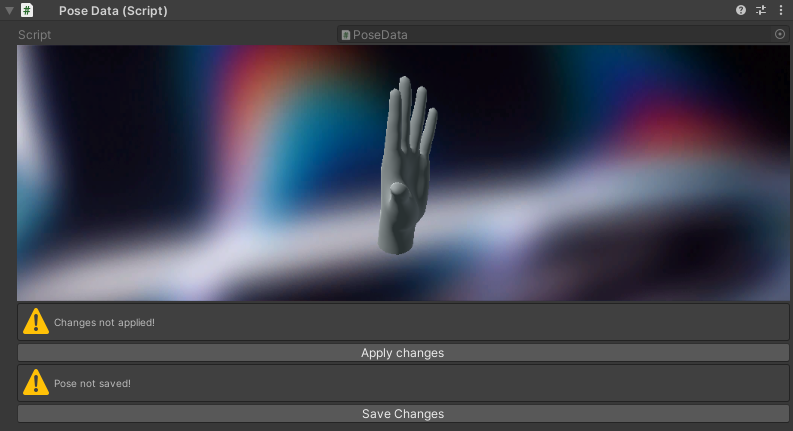 Pose Data (Script)
Script PoseData
Changes not applied!
Apply changes
Pose not saved!
Save Changes